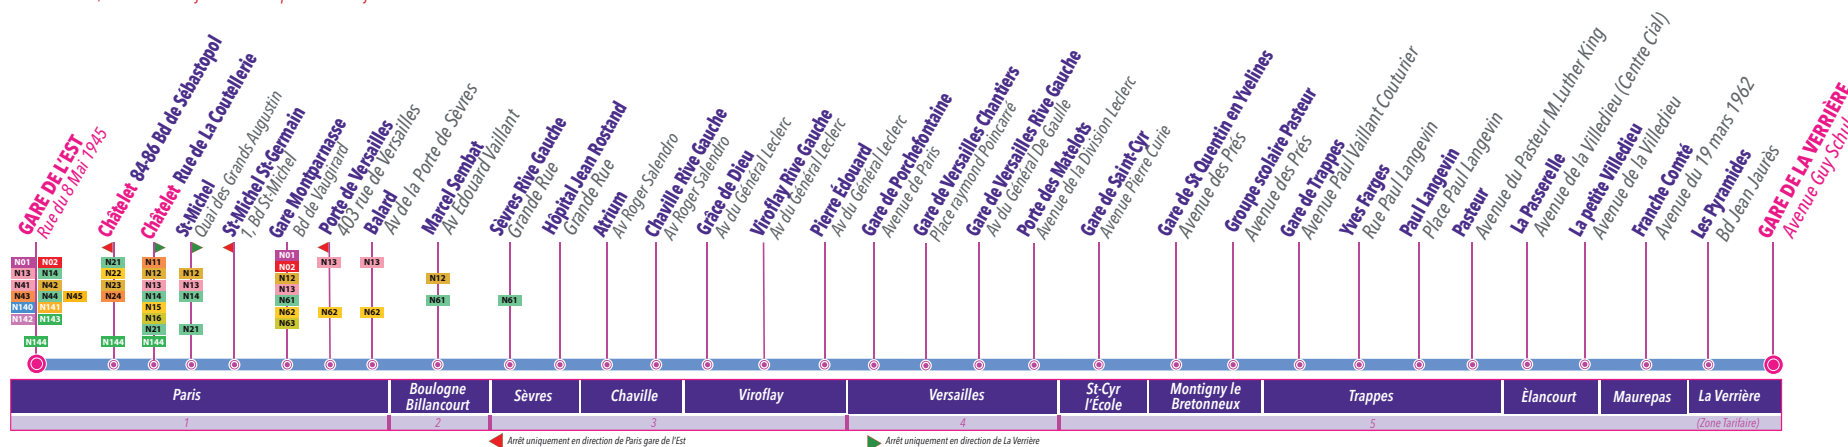 GARE DE L'EST
Rue du 8 Mai 1945
Châtelet 84-86 Bd de Sébastopol
Châtelet Rue de La Coutellerie
St-Michel
Quai des Grands Augustin
St-Michel St-Germain
1, Bd St-Michel
Gare Montparnasse
Bd de Vaugirard
Porte de Versailles
403 rue de Versailles
Balard
Av de la Porte de Sèvres
Marcel Sembat
Av Edouard Vaillant
Sèvres Rive Gauche
Grande Rue
Hôpital Jean Rostand
Grande Rue
Atrium
Av Roger Salendro
Chaville Rive Gauche
Av Roger Salendro
Grâce de Dieu
Av du Général Leclerc
Viroflay Rive Gauche
Av du Général Leclerc
Pierre Édouard
Av du Général Leclerc
Gare de Porchefontaine
Avenue de Paris
Gare de Versailles Chantiers
Place raymond Poincarré
Gare de Versailles Rive Gauche
Av du Général De Gaulle
Porte des Matelots
Avenue de la Division Leclerc
Gare de Saint-Cyr
Avenue Pierre Curie
Gare de St Quentin en Yvelines
Avenue des Prés
Groupe scolaire Pasteur
Avenue des Prés
Gare de Trappes
Avenue Paul Vaillant Couturier
Yves Farges
Rue Paul Langevin
Paul Langevin
Place Paul Langevin
Pasteur
Avenue du Pasteur M.Luther King
La Passerelle
Avenue de la Villedieu (Centre Cial)
La petite Villedieu
Avenue de la Villedieu
Franche Comté
Avenue du 19 mars 1962
Les Pyramides
Bd Jean Jaurès
GARE DE LA VERRIÈRE
Avenue Guy Schul
N01 N02
N13 N14
N41 N42
N43 N44 N45
N140 N141
N142 N143
N144
N21
N22
N23
N24
N144
N11
N12
N13
N14
N15
N16
N21
N144
N12
N13
N14
N21
N01
N02
N12
N13
N61
N62
N63
N13
N62
N13
N62
N12
N61
N61
Paris
Boulogne
Billancourt
Sèvres
Chaville
Viroflay
Versailles
St-Cyr
l'École
Montigny le
Bretonneux
Trappes
Èlancourt
Maurepas
La Verrière
1
2
3
4
5
(Zone Tarifaire)
Arrêt uniquement en direction de Paris gare de l'Est
Arrêt uniquement en direction de La Verrière